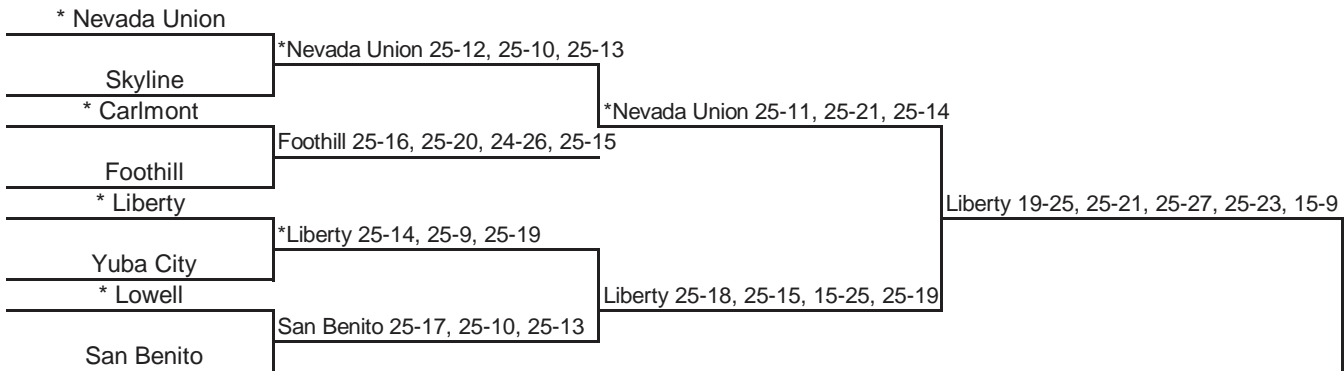 * Nevada Union
*Nevada Union 25-12, 25-10, 25-13
Skyline
* Carlmont
*Nevada Union 25-11, 25-21, 25-14
Foothill 25-16, 25-20, 24-26, 25-15
Foothill
* Liberty
Liberty 19-25, 25-21, 25-27, 25-23, 15-9
*Liberty 25-14, 25-9, 25-19
Yuba City
* Lowell
Liberty 25-18, 25-15, 15-25, 25-19
San Benito 25-17, 25-10, 25-13
San Benito